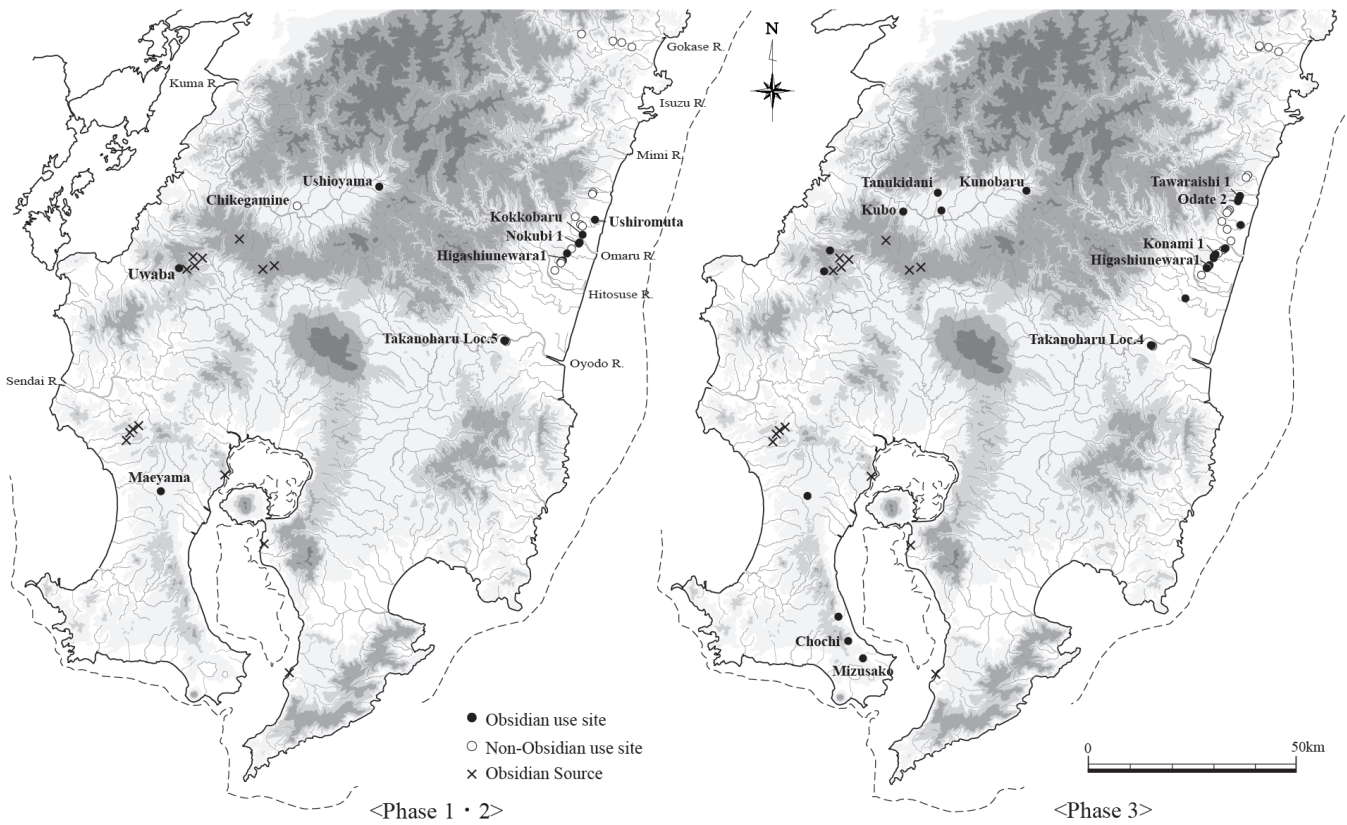 Gokase R.
Kuma R.
Isuzu R.
Mimi R.
Ushioyama
Chikegamine
Kokkobaru
Ushiromuta
Nokubi 1
Higashiunewara1
Omaru R.
Uwaba
Hitosuse R.
Takanoharu Loc.5
Oyodo R.
Sendai R.
Maeyama
● Obsidian use site
○ Non-Obsidian use site
× Obsidian Source
<Phase 1・2>
N
Tanukidani
Kunobaru
Tawaraishi 1
Odate 2
Kubo
Konami 1
Higashiunewara1
Takanoharu Loc.4
Chochi
Mizusako
0 50km
<Phase 3>